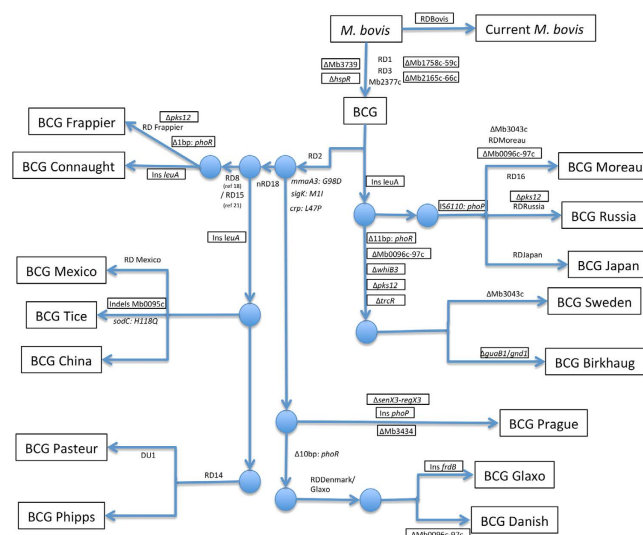 M. bovis
RDBovis
Current M. bovis
ΔMb3739
ΔhspR
RD1
RD3
Mb2377c
ΔMb1758c-59c
ΔMb2165c-66c
BCG
BCG Frappier
Δpks12
RD Frappier
Δ1bp: phoR
BCG Connaught
Ins leuA
RD8
(ref 18)
/ RD15
(ref 21)
nRD18
RD2
mmaA3: G98D
sigK: M1I
crp: L47P
Ins leuA
IS6110: phoP
ΔMb3043c
RDMoreau
ΔMb0096c-97c
RD16
BCG Moreau
Δpks12
RDRussia
BCG Russia
RDJapan
BCG Japan
Δ11bp: phoR
ΔMb0096c-97c
ΔwhiB3
Δpks12
ΔtrcR
ΔMb3043c
BCG Sweden
ΔguaB1/gnd1
BCG Birkhaug
Ins leuA
BCG Mexico
RD Mexico
BCG Tice
Indels Mb0095c
sodC: H118Q
BCG China
ΔsenX3-regX3
Ins phoP
ΔMb3434
BCG Prague
Δ10bp: phoR
BCG Pasteur
DU1
RD14
BCG Phipps
RDDenmark/
Glaxo
Ins frdB
BCG Glaxo
BCG Danish
ΔMb0096c-97c